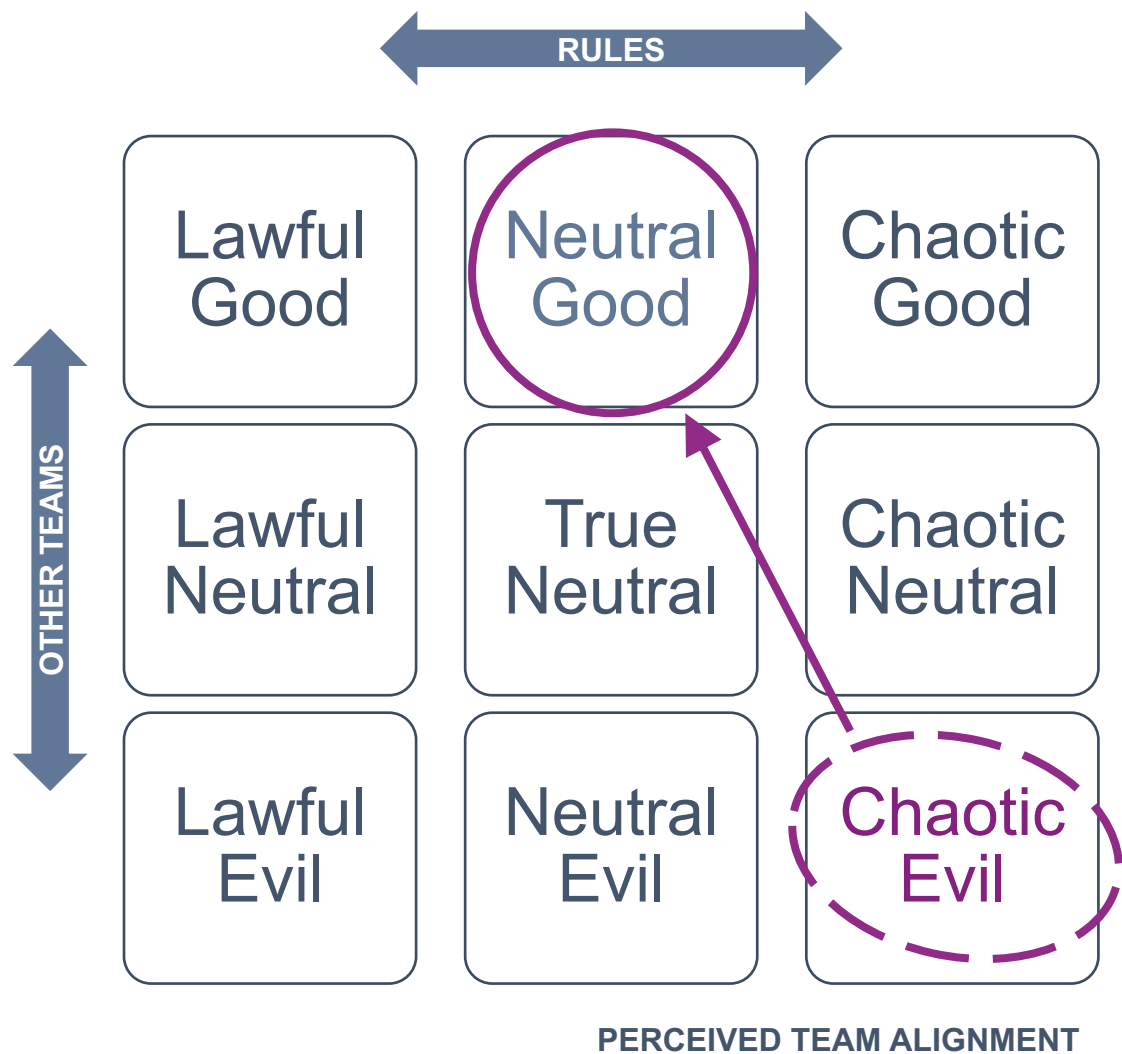 RULES
Lawful
Good
Neutral
Good
Chaotic
Good
OTHER TEAMS
Lawful
Neutral
True
Neutral
Chaotic
Neutral
Lawful
Evil
Neutral
Evil
Chaotic
Evil
PERCEIVED TEAM ALIGNMENT